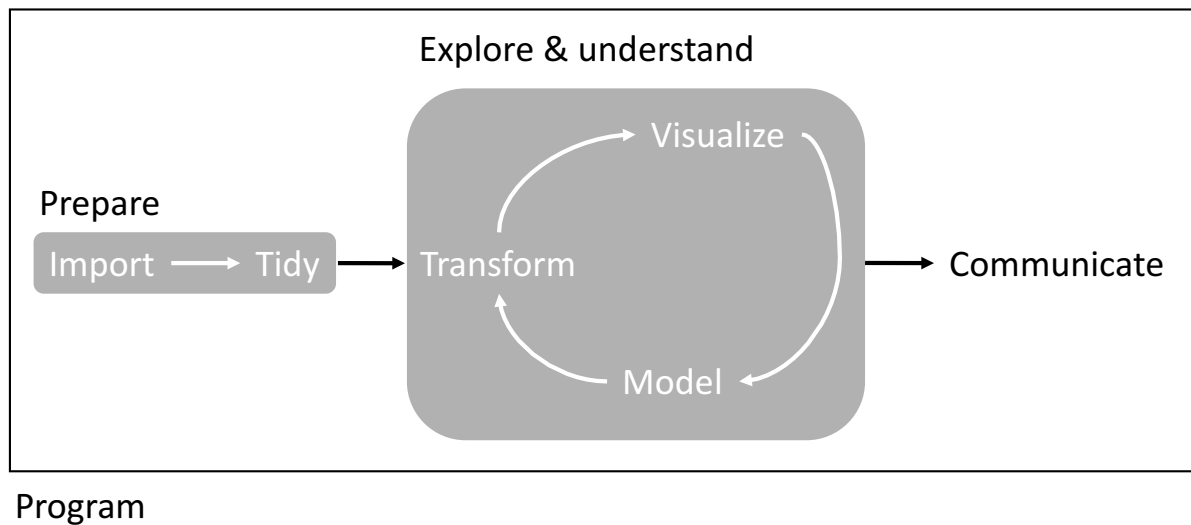 Explore & understand
Visualize
Prepare
Import
Tidy
Transform
Communicate
Model
Program